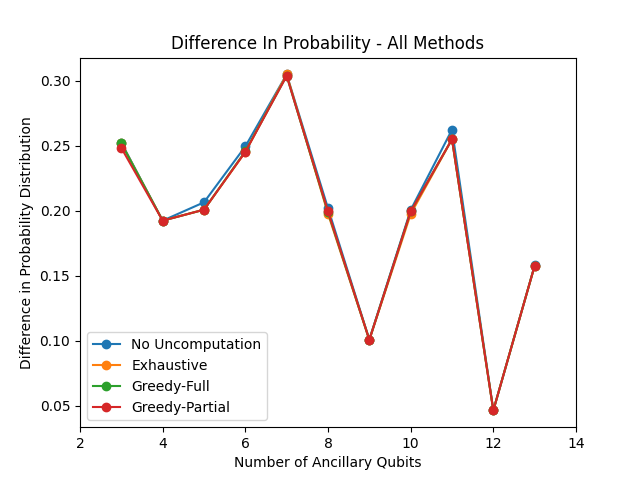 Difference In Probability - All Methods
Difference in Probability Distribution
0.30
0.25
0.20
0.15
0.10
0.05
No Uncomputation
Exhaustive
Greedy-Full
Greedy-Partial
2 4 6 8 10 12 14
Number of Ancillary Qubits